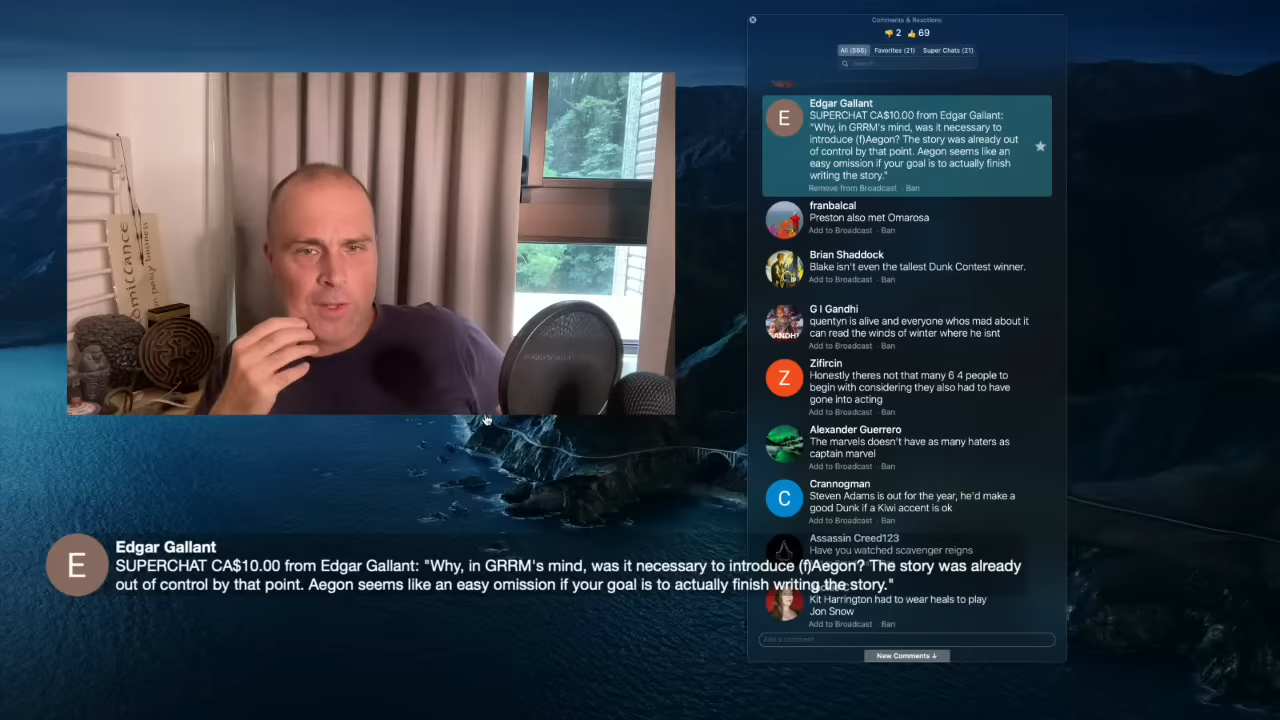 Comments & Reactions
👎 2 👍 69
All (566) Favorites (21) Super Chats (21)
Search
Edgar Gallant
SUPERCHAT CA$10.00 from Edgar Gallant:
"Why, in GRRM's mind, was it necessary to
introduce (f)Aegon? The story was already out
of control by that point. Aegon seems like an
easy omission if your goal is to actually finish
writing the story."
Remove from Broadcast · Ban
franbalcal
Preston also met Omarosa
Add to Broadcast · Ban
Brian Shaddock
Blake isn't even the tallest Dunk Contest winner.
Add to Broadcast · Ban
G I Gandhi
quentyn is alive and everyone whos mad about it
can read the winds of winter where he isnt
Add to Broadcast · Ban
GANDHI
Zifircin
Z
Honestly theres not that many 6 4 people to
begin with considering they also had to have
gone into acting
Add to Broadcast · Ban
Alexander Guerrero
The marvels doesn't have as many haters as
captain marvel
Add to Broadcast · Ban
Crannogman
C
Steven Adams is out for the year, he'd make a
good Dunk if a Kiwi accent is ok
Add to Broadcast · Ban
Assassin Creed123
Have you watched scavenger reigns
Kit Harrington had to wear heals to play
Jon Snow
Add to Broadcast · Ban
Add a comment
New Comments ↓
E
E
Edgar Gallant
SUPERCHAT CA$10.00 from Edgar Gallant: "Why, in GRRM's mind, was it necessary to introduce (f)Aegon? The story was already
out of control by that point. Aegon seems like an easy omission if your goal is to actually finish writing the story."